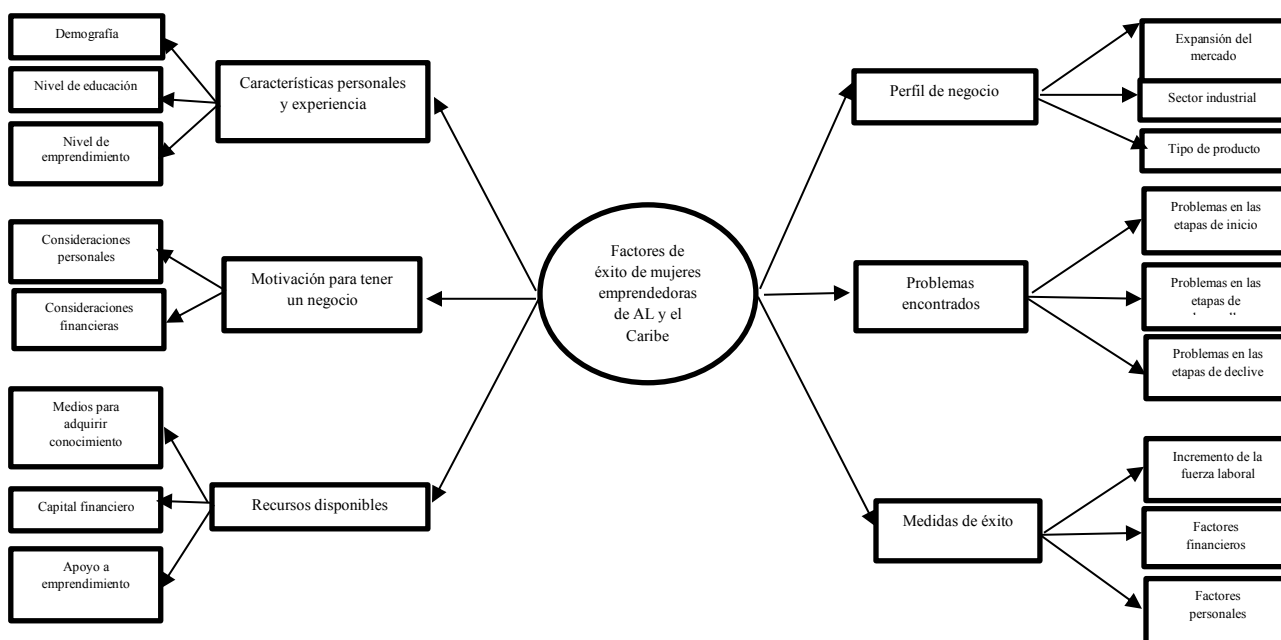 Demografía
Nivel de educación
Nivel de
emprendimiento
Características personales
y experiencia
Consideraciones
personales
Consideraciones
financieras
Motivación para tener
un negocio
Medios para
adquirir
conocimiento
Capital financiero
Apoyo a
emprendimiento
Recursos disponibles
Factores de
éxito de mujeres
emprendedoras
de AL y el
Caribe
Perfil de negocio
Expansión del
mercado
Sector industrial
Tipo de producto
Problemas
encontrados
Problemas en las
etapas de inicio
Problemas en las
etapas de
Problemas en las
etapas de declive
Medidas de éxito
Incremento de la
fuerza laboral
Factores
financieros
Factores
personales